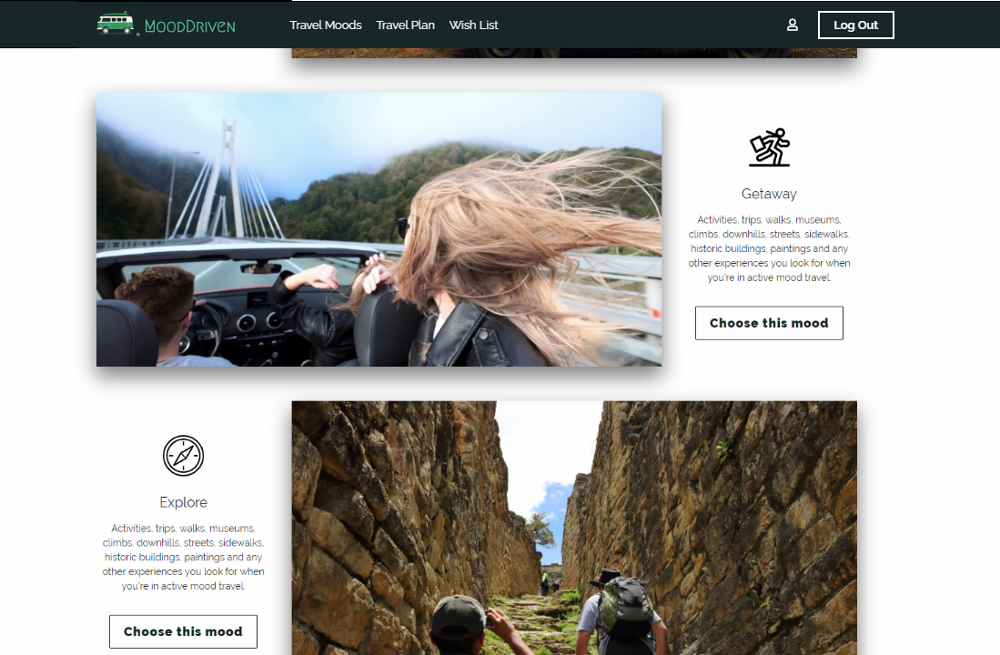 MOODDRIVEN
Travel Moods
Travel Plan
Wish List
Log Out
Getaway
Activities, trips, walks, museums,
climbs, downhills, streets, sidewalks,
historic buildings, paintings and any
other experiences you look for when
you're in active mood travel.
Choose this mood
Explore
Activities, trips, walks, museums,
climbs, downhills, streets, sidewalks,
historic buildings, paintings and any
other experiences you look for when
you're in active mood travel.
Choose this mood